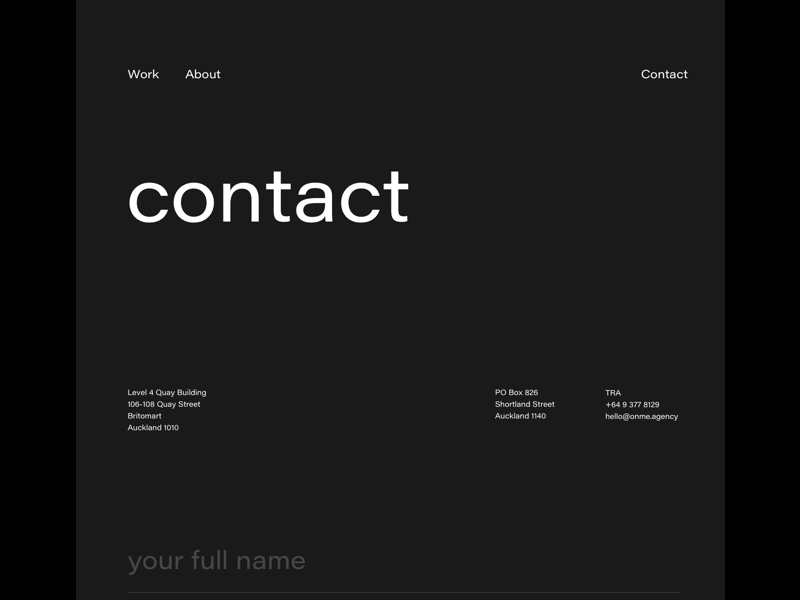 Work About Contact
contact
Level 4 Quay Building
106-108 Quay Street
Britomart
Auckland 1010
PO Box 826
Shortland Street
Auckland 1140
TRA
+64 9 377 8129
hello@onme.agency
your full name